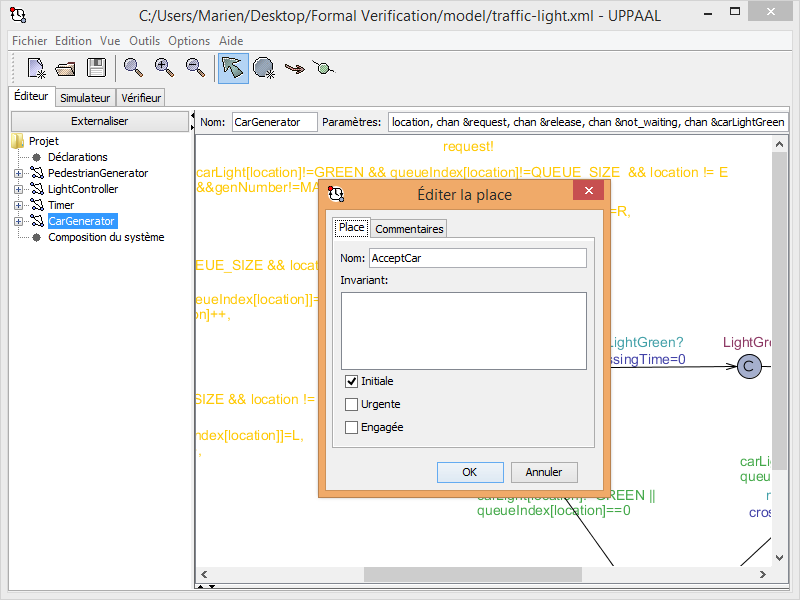 C:/Users/Marien/Desktop/Formal Verification/model/traffic-light.xml - UPPAAL
Fichier Edition Vue Outils Options Aide
Éditeur Simulateur Vérifieur
Externaliser
Nom: CarGenerator Paramètres: location, chan &request, chan &release, chan &not_waiting, chan &carLightGreen
Projet
Déclarations
PedestrianGenerator
LightController
Timer
CarGenerator
Composition du système
request!
carLight[location]!=GREEN && queueIndex[location]!=QUEUE_SIZE && location != E
&&genNumber!=MA
=R,
EUE_SIZE && locat
ueIndex[location]]=
n]++,
SIZE && location !=
ndex[location]]=L,
,
Éditer la place
Place Commentaires
Nom: AcceptCar
Invariant:
Initiale
Urgente
Engagée
OK Annuler
LightGreen?
ssingTime=0
LightGre
C
carLi
queu
r
cros
carLight[location]!=GREEN ||
queueIndex[location]==0